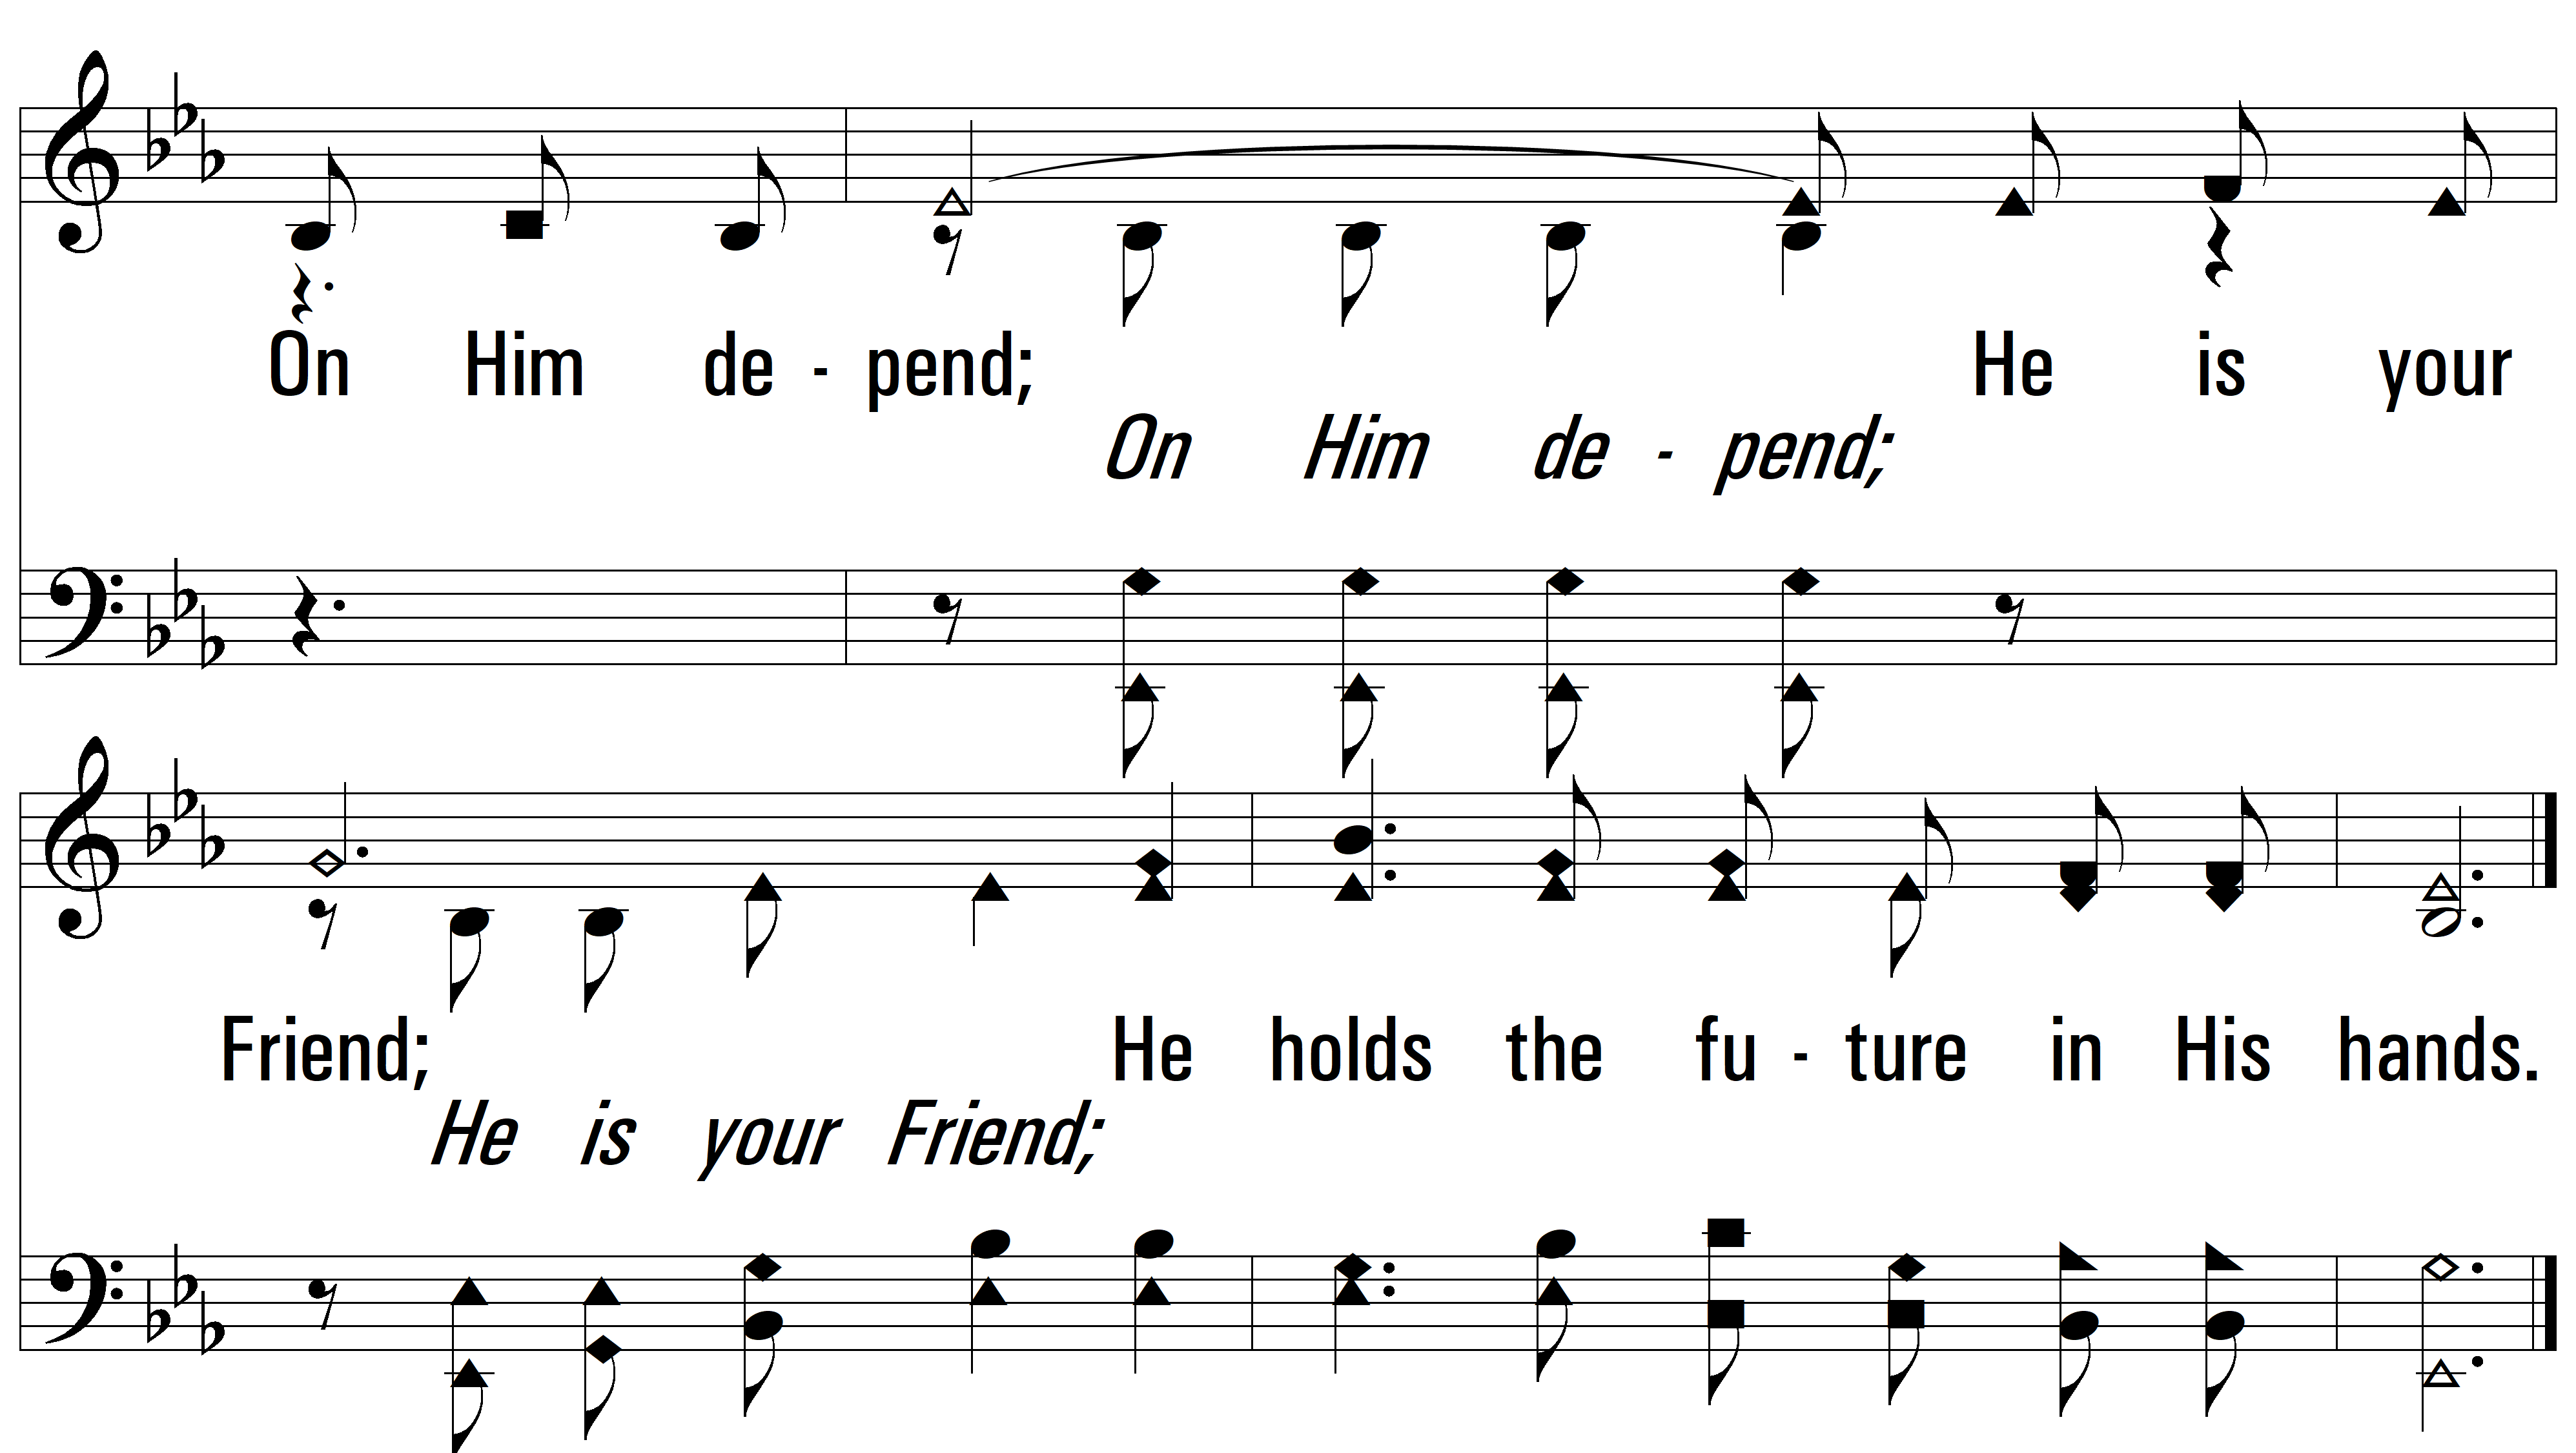 On Him de - pend; He is your
On Him de - pend;
Friend; He holds the fu - ture in His hands.
He is your Friend;